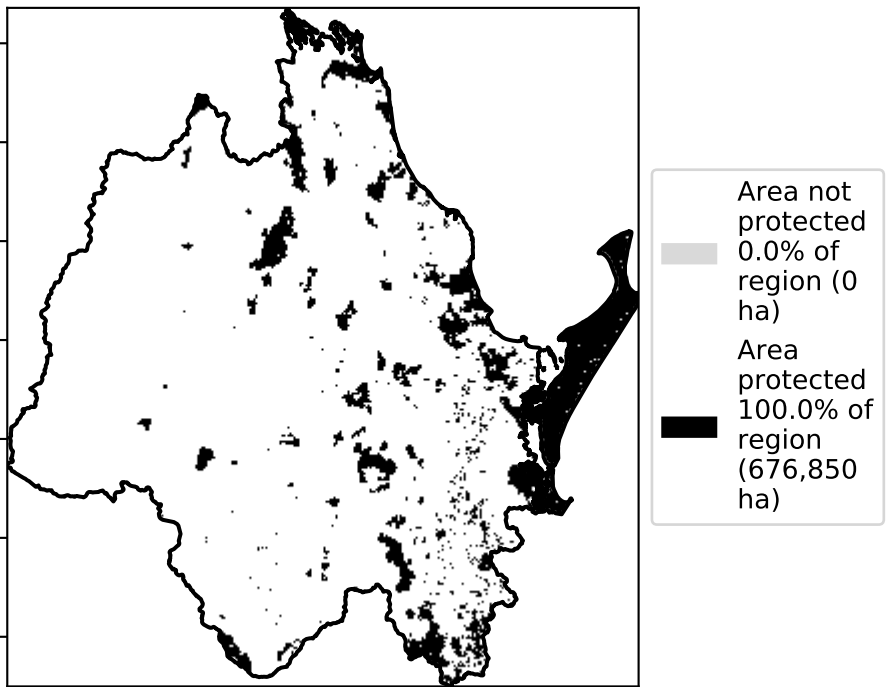 Area not
protected
0.0% of
region (0
ha)
Area
protected
100.0% of
region
(676,850
ha)